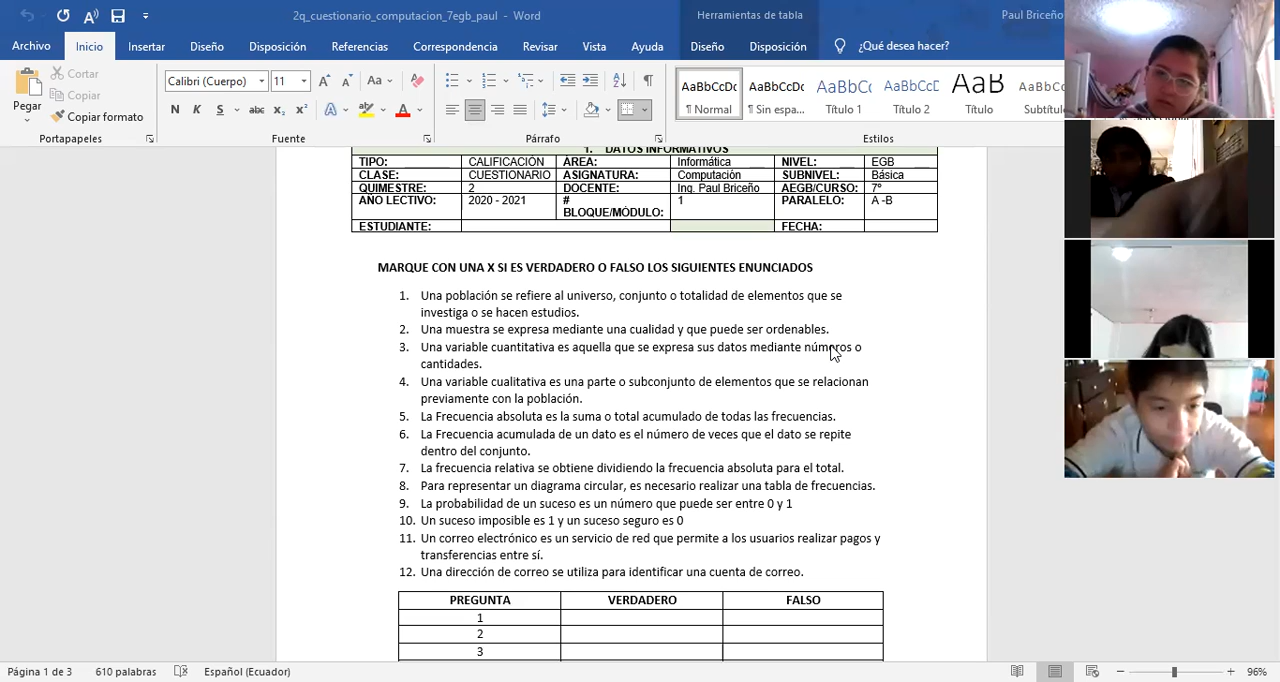 2q_cuestionario_computacion_7egb_paul - Word
Herramientas de tabla
Paul Briceño
Archivo Inicio Insertar Diseño Disposición Referencias Correspondencia Revisar Vista Ayuda Diseño Disposición ¿Qué desea hacer?
Pegar
Cortar
Copiar
Copiar formato
Portapapeles
Calibri (Cuerpo) 11 A A Aa
N K S abc x₂ x² A A
Fuente
Párrafo
AaBbCcDc AaBbCcDc AaBbC AaBbCcE AaB AaBbC
¶ Normal ¶ Sin espa... Título 1 Título 2 Título Subtítul
Estilos
1. DATOS INFORMATIVOS
TIPO: CALIFICACIÓN ÁREA: Informática NIVEL: EGB
CLASE: CUESTIONARIO ASIGNATURA: Computación SUBNIVEL: Básica
QUIMESTRE: 2 DOCENTE: Ing. Paul Briceño AEGB/CURSO: 7º
AÑO LECTIVO: 2020 - 2021 # BLOQUE/MÓDULO: 1 PARALELO: A -B
ESTUDIANTE: FECHA:
MARQUE CON UNA X SI ES VERDADERO O FALSO LOS SIGUIENTES ENUNCIADOS
1. Una población se refiere al universo, conjunto o totalidad de elementos que se
investiga o se hacen estudios.
2. Una muestra se expresa mediante una cualidad y que puede ser ordenables.
3. Una variable cuantitativa es aquella que se expresa sus datos mediante números o
cantidades.
4. Una variable cualitativa es una parte o subconjunto de elementos que se relacionan
previamente con la población.
5. La Frecuencia absoluta es la suma o total acumulado de todas las frecuencias.
6. La Frecuencia acumulada de un dato es el número de veces que el dato se repite
dentro del conjunto.
7. La frecuencia relativa se obtiene dividiendo la frecuencia absoluta para el total.
8. Para representar un diagrama circular, es necesario realizar una tabla de frecuencias.
9. La probabilidad de un suceso es un número que puede ser entre 0 y 1
10. Un suceso imposible es 1 y un suceso seguro es 0
11. Un correo electrónico es un servicio de red que permite a los usuarios realizar pagos y
transferencias entre sí.
12. Una dirección de correo se utiliza para identificar una cuenta de correo.
PREGUNTA VERDADERO FALSO
1
2
3
Página 1 de 3 610 palabras Español (Ecuador) 96%